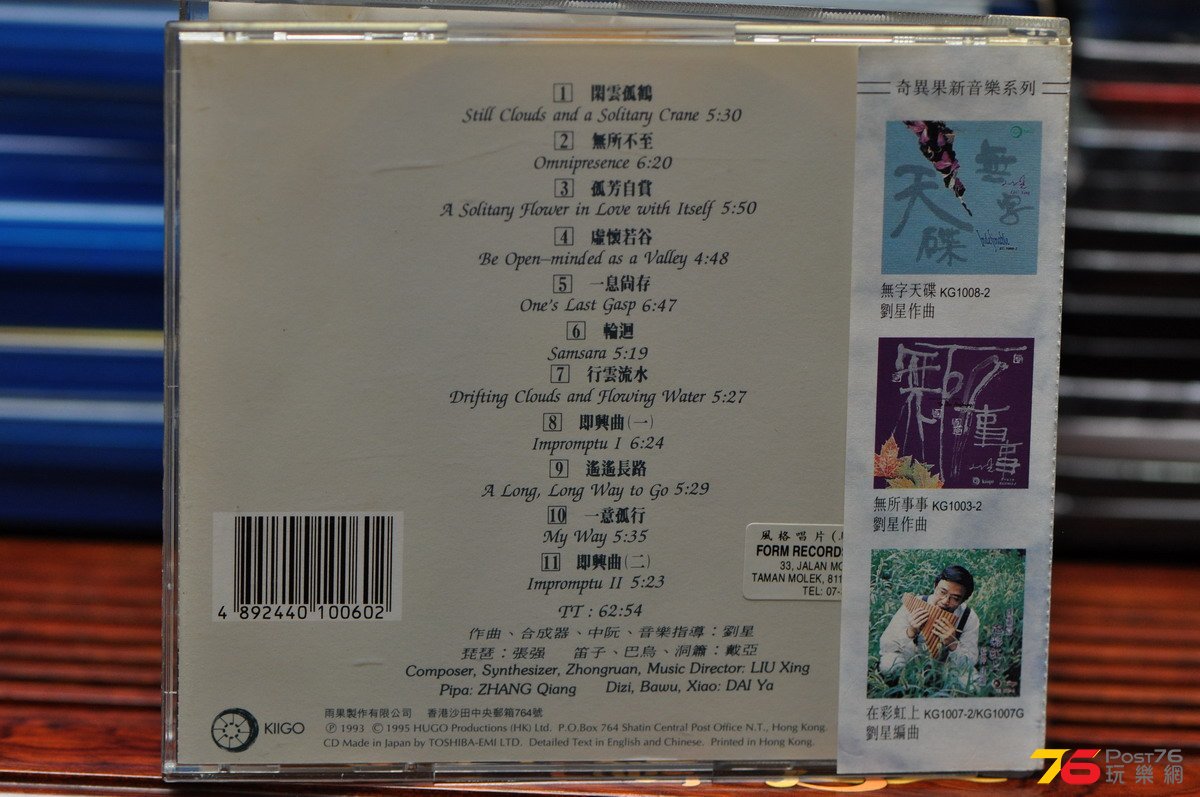 1 閑雲孤鶴
Still Clouds and a Solitary Crane 5:30
2 無所不至
Omnipresence 6:20
3 孤芳自賞
A Solitary Flower in Love with Itself 5:50
4 虛懷若谷
Be Open-minded as a Valley 4:48
5 一息尙存
One's Last Gasp 6:47
6 輪迴
Samsara 5:19
7 行雲流水
Drifting Clouds and Flowing Water 5:27
8 即興曲(一)
Impromptu I 6:24
9 遙遙長路
A Long, Long Way to Go 5:29
10 一意孤行
My Way 5:35
11 即興曲(二)
Impromptu II 5:23
TT : 62:54
作曲、合成器、中阮、音樂指導：劉星
琵琶：張强 笛子、巴烏、洞簫：戴亞
Composer, Synthesizer, Zhongruan, Music Director: LIU Xing
Pipa: ZHANG Qiang Dizi, Bawu, Xiao: DAI Ya
雨果製作有限公司 香港沙田中央郵箱764號
Ⓟ 1993 © 1995 HUGO Productions (HK) Ltd. P.O.Box 764 Shatin Central Post Office N.T., Hong Kong.
CD Made in Japan by TOSHIBA-EMI LTD. Detailed Text in English and Chinese. Printed in Hong Kong.
KIIGO
4 892440 100602
風格唱片
FORM RECORDS
33, JALAN MO
TAMAN MOLEK, 811
TEL: 07-
奇異果新音樂系列
無字
天碟
無字天碟 KG1008-2
劉星作曲
無所事事
無所事事 KG1003-2
劉星作曲
在彩虹上 KG1007-2/KG1007G
劉星編曲
76 POST76
玩樂網